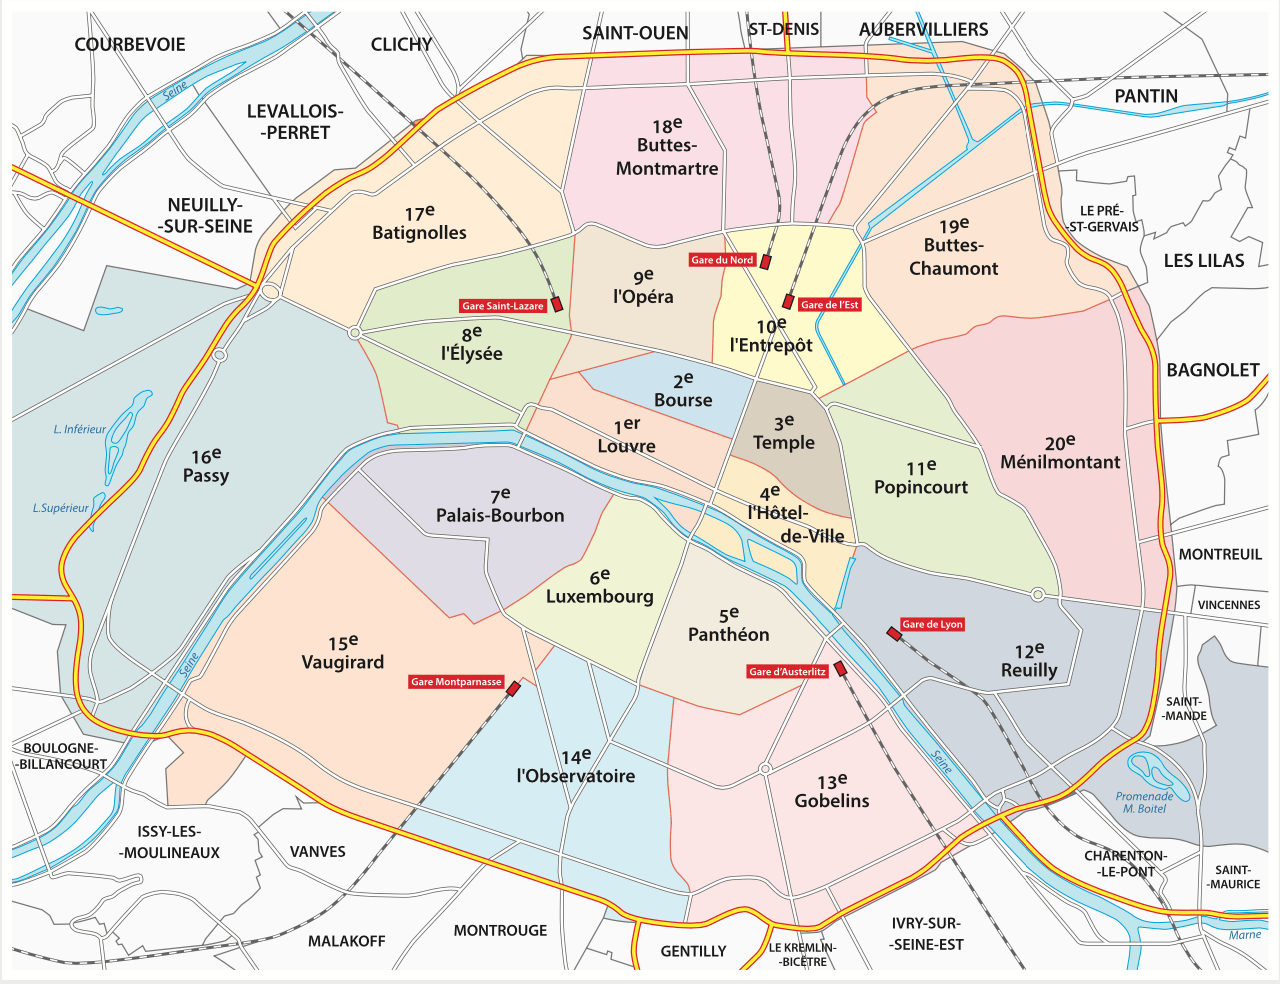 COURBEVOIE
CLICHY
SAINT-OUEN
ST-DENIS
AUBERVILLIERS
Seine
LEVALLOIS-
-PERRET
PANTIN
18e
Buttes-
Montmartre
NEUILLY-
-SUR-SEINE
17e
Batignolles
19e
Buttes-
Chaumont
LE PRÉ-
-ST-GERVAIS
LES LILAS
Gare du Nord
9e
l'Opéra
Gare Saint-Lazare
Gare de l'Est
8e
l'Élysée
10e
l'Entrepôt
BAGNOLET
2e
Bourse
L. Inférieur
1er
Louvre
3e
Temple
20e
Ménilmontant
16e
Passy
11e
Popincourt
L.Supérieur
7e
Palais-Bourbon
4e
l'Hôtel-
de-Ville
MONTREUIL
6e
Luxembourg
VINCENNES
5e
Panthéon
Gare de Lyon
15e
Vaugirard
12e
Reuilly
Seine
Gare d'Austerlitz
Gare Montparnasse
SAINT-
-MANDE
BOULOGNE-
-BILLANCOURT
14e
l'Observatoire
Seine
13e
Gobelins
Promenade
M. Boitel
ISSY-LES-
-MOULINEAUX
VANVES
CHARENTON-
-LE-PONT
SAINT-
-MAURICE
MALAKOFF
MONTROUGE
GENTILLY
LE KREMLIN-
-BICÈTRE
IVRY-SUR-
-SEINE-EST
Marne